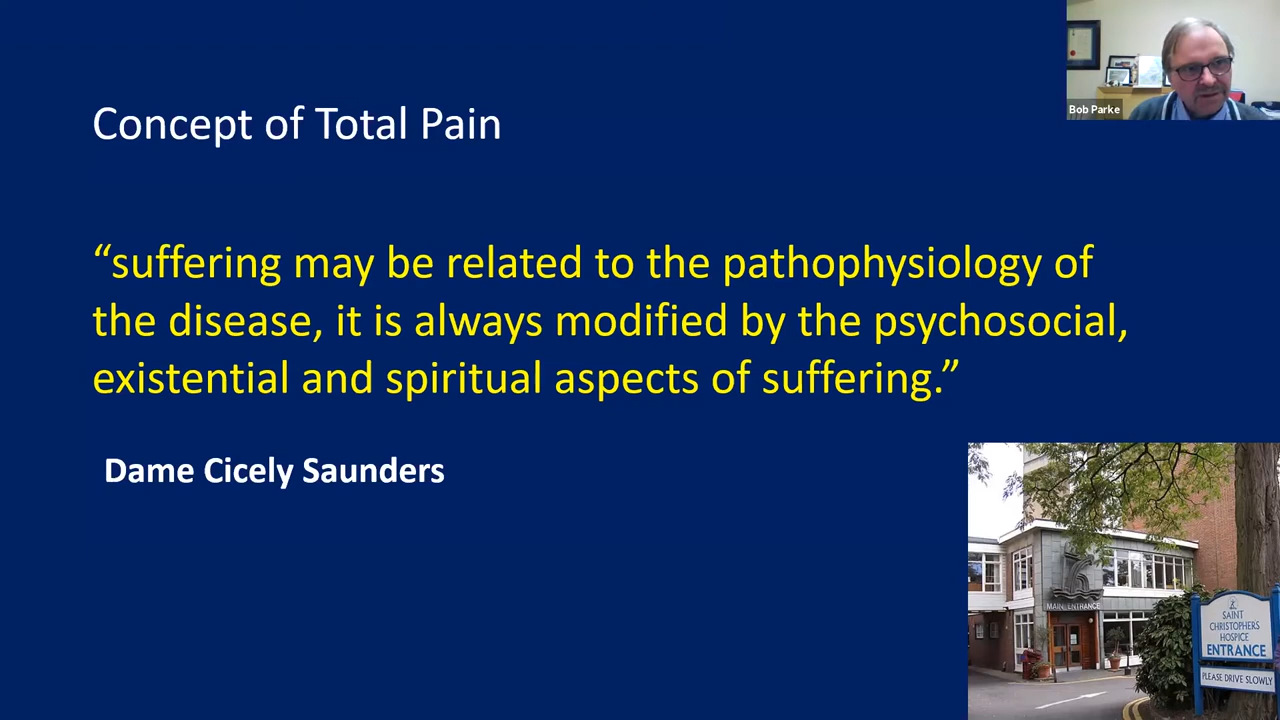 Concept of Total Pain
Bob Parke
“suffering may be related to the pathophysiology of
the disease, it is always modified by the psychosocial,
existential and spiritual aspects of suffering.”
Dame Cicely Saunders
MAIN ENTRANCE
SAINT
CHRISTOPHERS
HOSPICE
ENTRANCE
PLEASE DRIVE SLOWLY